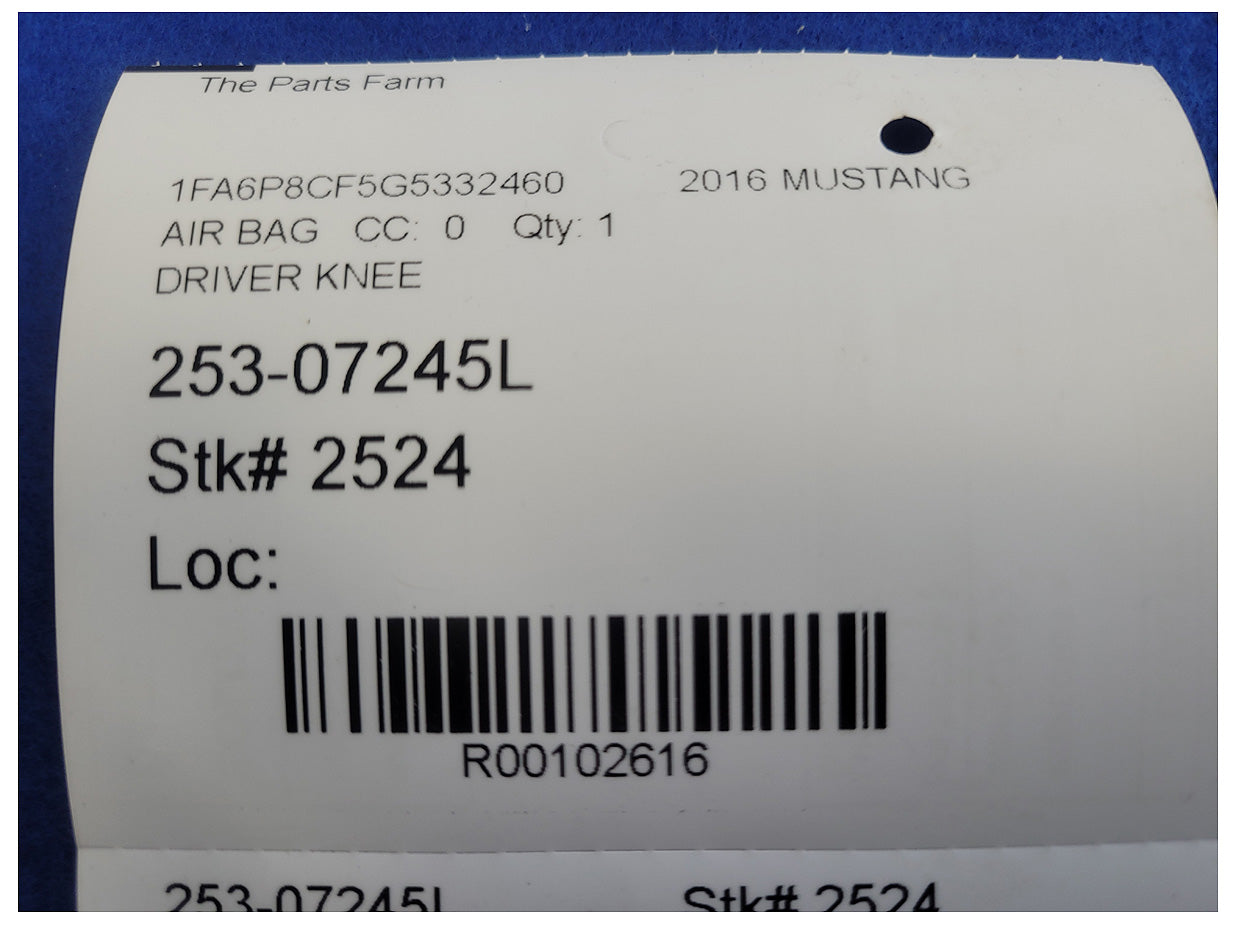 The Parts Farm
1FA6P8CF5G5332460 2016 MUSTANG
AIR BAG CC: 0 Qty: 1
DRIVER KNEE
253-07245L
Stk# 2524
Loc:
R00102616
253-07245L Stk# 2524